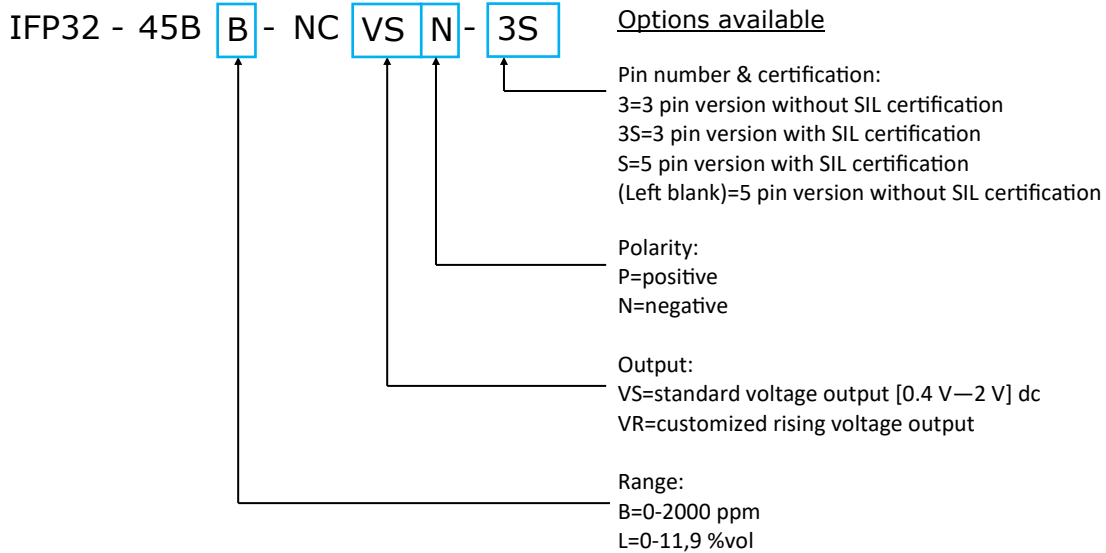 IFP32 - 45B B - NC VS N - 3S
Options available
Pin number & certification:
3=3 pin version without SIL certification
3S=3 pin version with SIL certification
S=5 pin version with SIL certification
(Left blank)=5 pin version without SIL certification
Polarity:
P=positive
N=negative
Output:
VS=standard voltage output [0.4 V—2 V] dc
VR=customized rising voltage output
Range:
B=0-2000 ppm
L=0-11,9 %vol